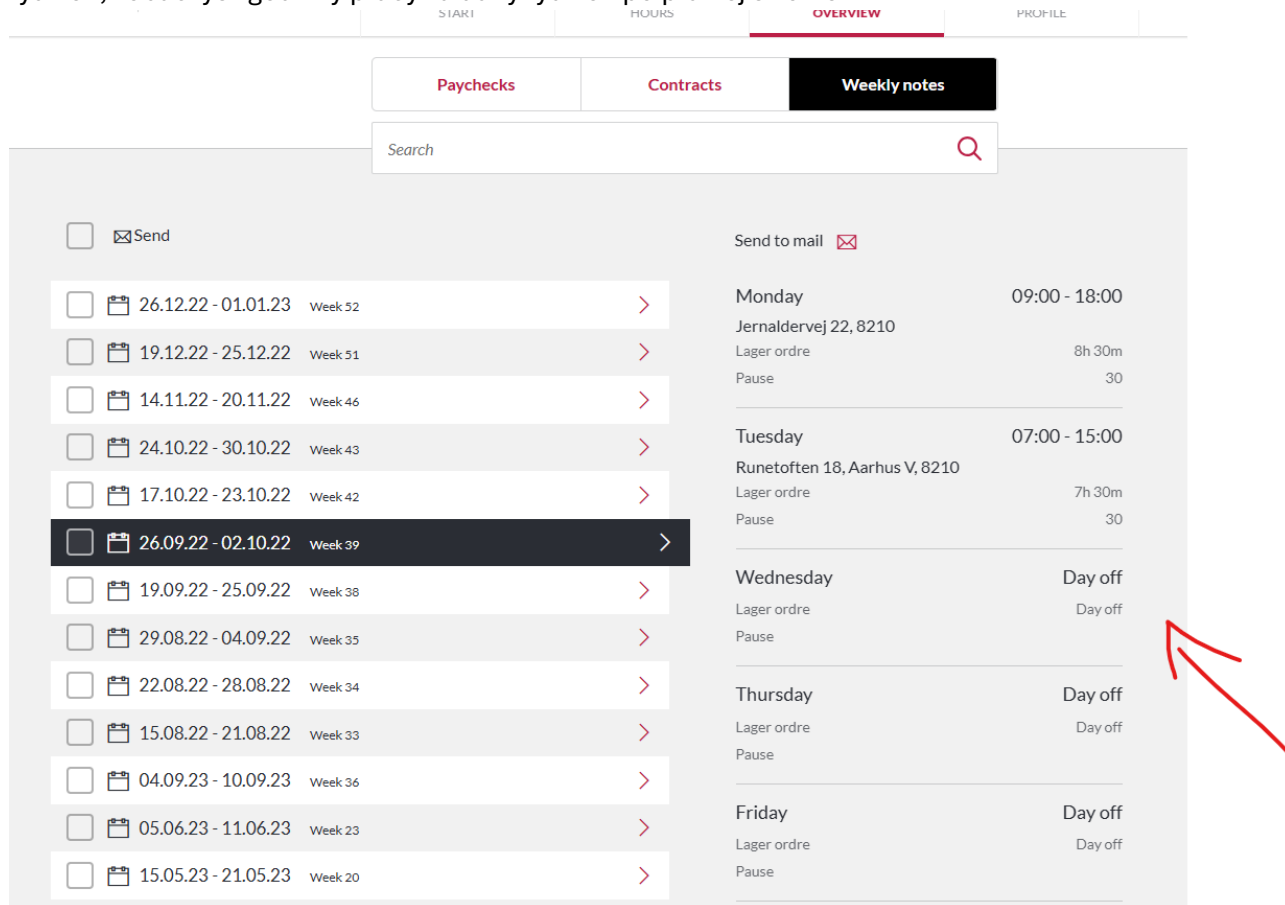 START HOURS OVERVIEW PROFILE
Paychecks Contracts Weekly notes
Search
Send
26.12.22 - 01.01.23 Week 52
19.12.22 - 25.12.22 Week 51
14.11.22 - 20.11.22 Week 46
24.10.22 - 30.10.22 Week 43
17.10.22 - 23.10.22 Week 42
26.09.22 - 02.10.22 Week 39
19.09.22 - 25.09.22 Week 38
29.08.22 - 04.09.22 Week 35
22.08.22 - 28.08.22 Week 34
15.08.22 - 21.08.22 Week 33
04.09.23 - 10.09.23 Week 36
05.06.23 - 11.06.23 Week 23
15.05.23 - 21.05.23 Week 20
Send to mail
Monday 09:00 - 18:00
Jernaldervej 22, 8210
Lager ordre 8h 30m
Pause 30
Tuesday 07:00 - 15:00
Runetoften 18, Aarhus V, 8210
Lager ordre 7h 30m
Pause 30
Wednesday Day off
Lager ordre Day off
Pause
Thursday Day off
Lager ordre Day off
Pause
Friday Day off
Lager ordre Day off
Pause